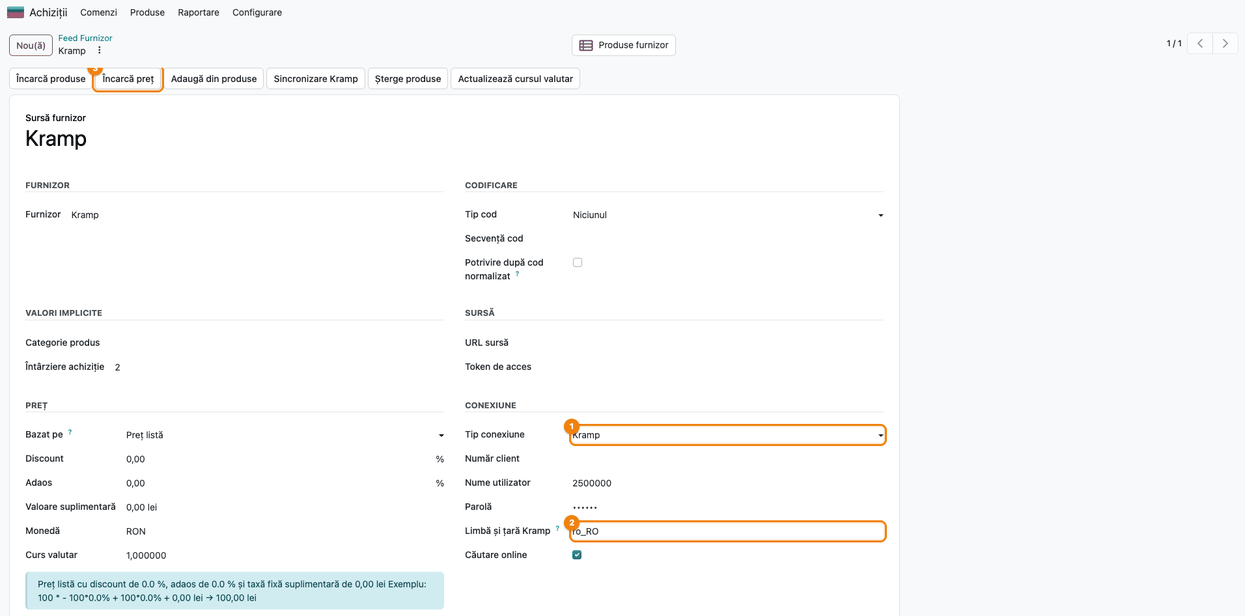 Achiziții Comenzi Produse Raportare Configurare
Nou(ă) Feed Furnizor
Kramp
Produse furnizor
1 / 1
Încarcă produse Încarcă preț Adaugă din produse Sincronizare Kramp Șterge produse Actualizează cursul valutar
3
Sursă furnizor
Kramp
FURNIZOR
Furnizor Kramp
CODIFICARE
Tip cod Niciunul
Secvență cod
Potrivire după cod
normalizat ?
VALORI IMPLICITE
Categorie produs
Întârziere achiziție 2
SURSĂ
URL sursă
Token de acces
PREȚ
Bazat pe ? Preț listă
Discount 0,00 %
Adaos 0,00 %
Valoare suplimentară 0,00 lei
Monedă RON
Curs valutar 1,000000
Preț listă cu discount de 0.0 %, adaos de 0.0 % și taxă fixă suplimentară de 0,00 lei Exemplu:
100 * - 100*0.0% + 100*0.0% + 0,00 lei → 100,00 lei
CONEXIUNE
1
Tip conexiune Kramp
Număr client
Nume utilizator 2500000
Parolă ••••••
2
Limbă și țară Kramp ? ro_RO
Căutare online